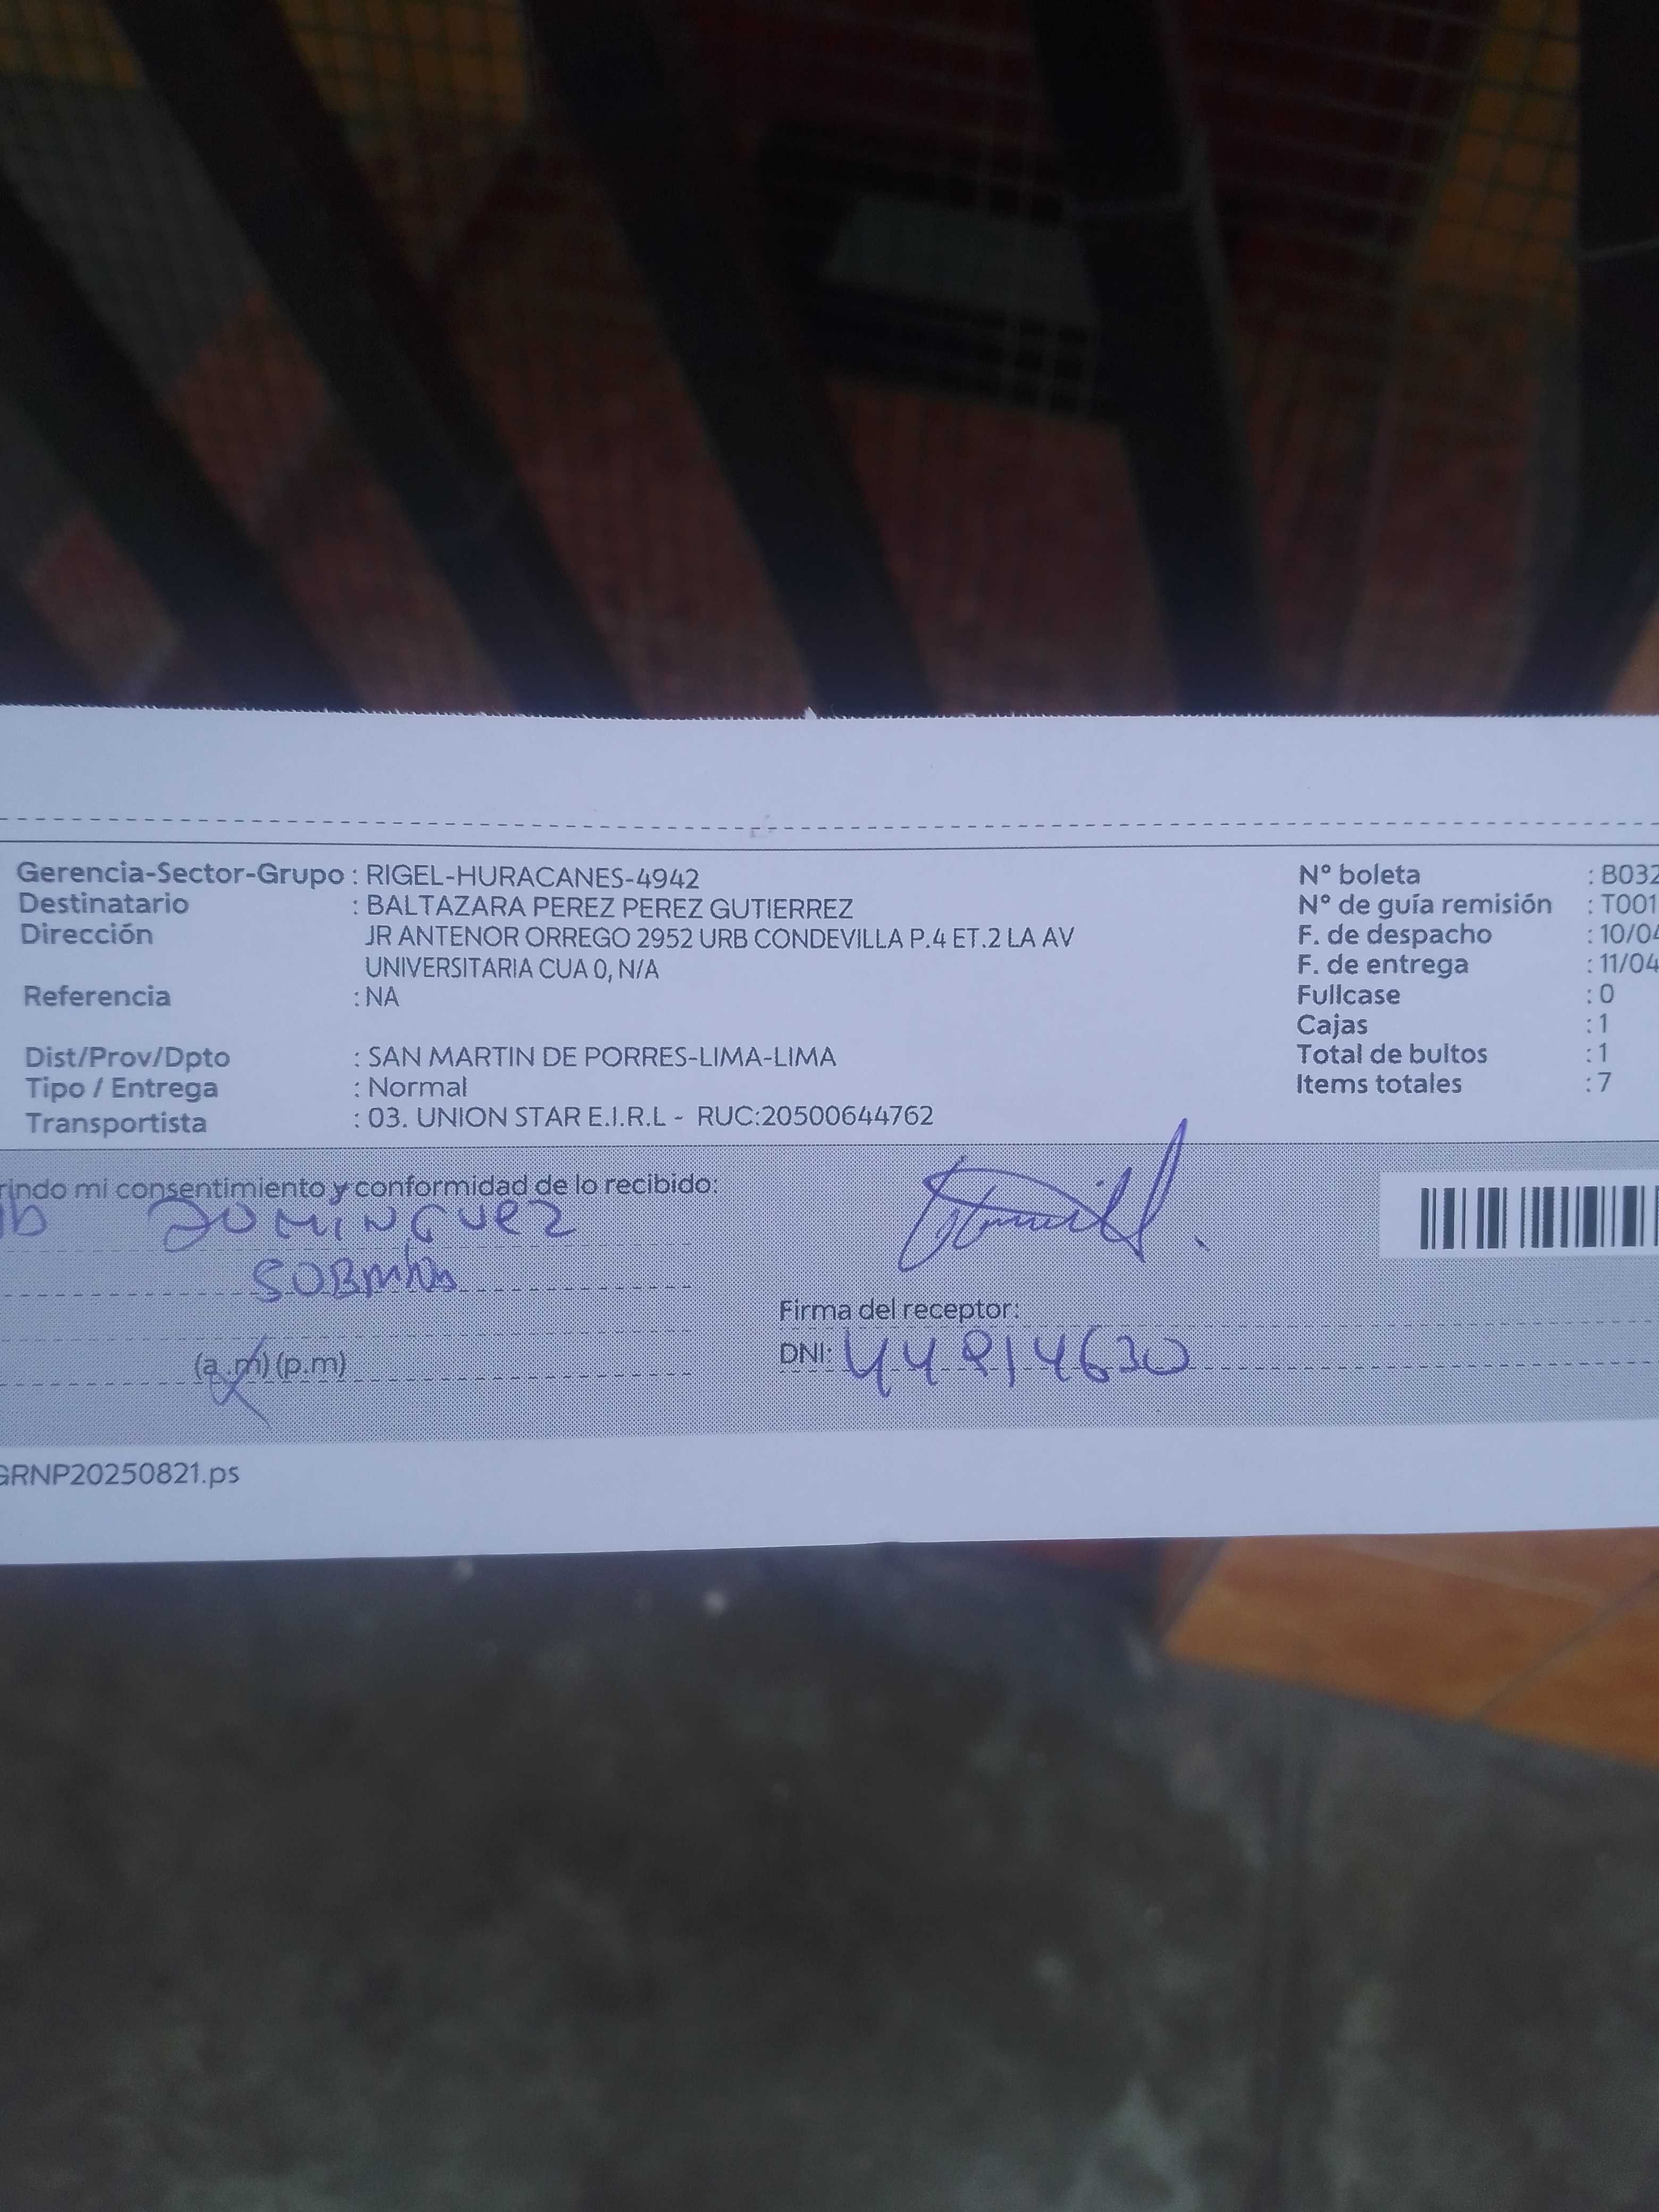 Gerencia-Sector-Grupo : RIGEL-HURACANES-4942
Destinatario : BALTAZARA PEREZ PEREZ GUTIERREZ
Dirección JR ANTENOR ORREGO 2952 URB CONDEVILLA P.4 ET.2 LA AV
UNIVERSITARIA CUA 0, N/A
Referencia : NA
Dist/Prov/Dpto : SAN MARTIN DE PORRES-LIMA-LIMA
Tipo / Entrega : Normal
Transportista : 03. UNION STAR E.I.R.L - RUC:20500644762
N° boleta : B032
N° de guía remisión : T001
F. de despacho : 10/04
F. de entrega : 11/04
Fullcase : 0
Cajas : 1
Total de bultos : 1
Items totales : 7
rindo mi consentimiento y conformidad de lo recibido:
DOMINGUEZ
(a.m) (p.m)
Firma del receptor:
DNI: 44814630
GRNP20250821.ps